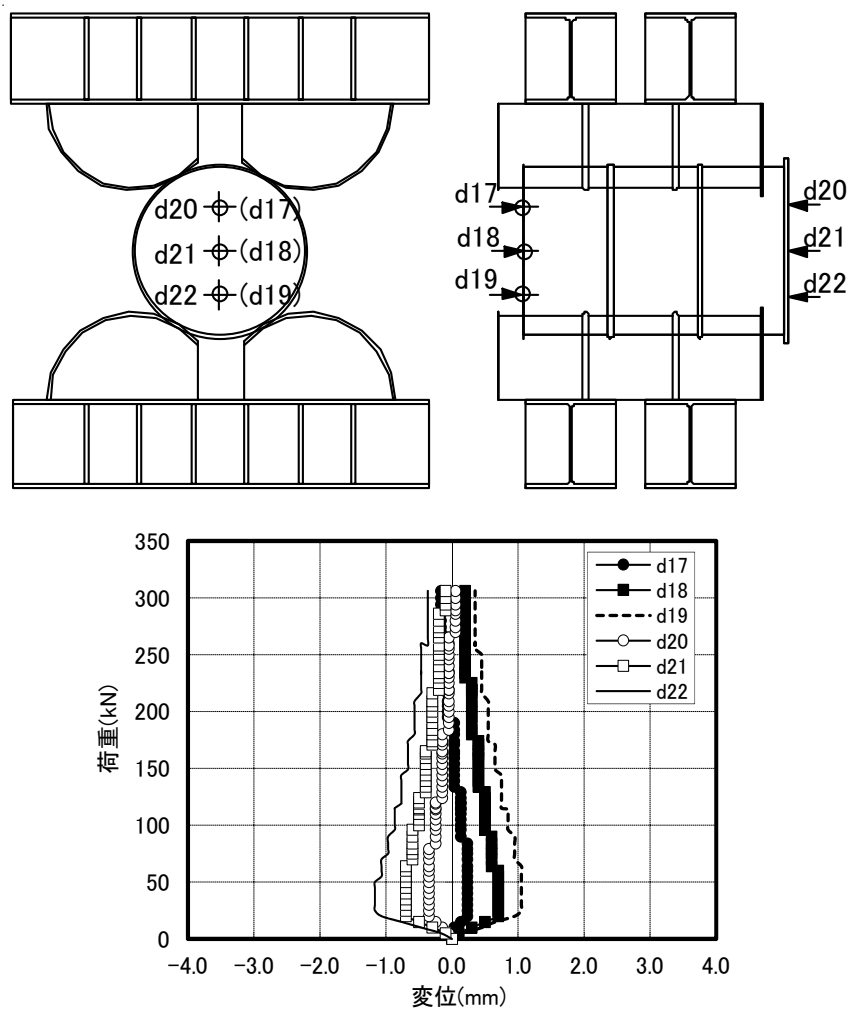 d20 (d17)
d21 (d18)
d22 (d19)
d17
d18
d19
d20
d21
d22
350
300
250
200
150
100
50
0
荷重(kN)
-4.0 -3.0 -2.0 -1.0 0.0 1.0 2.0 3.0 4.0
変位(mm)
d17
d18
d19
d20
d21
d22